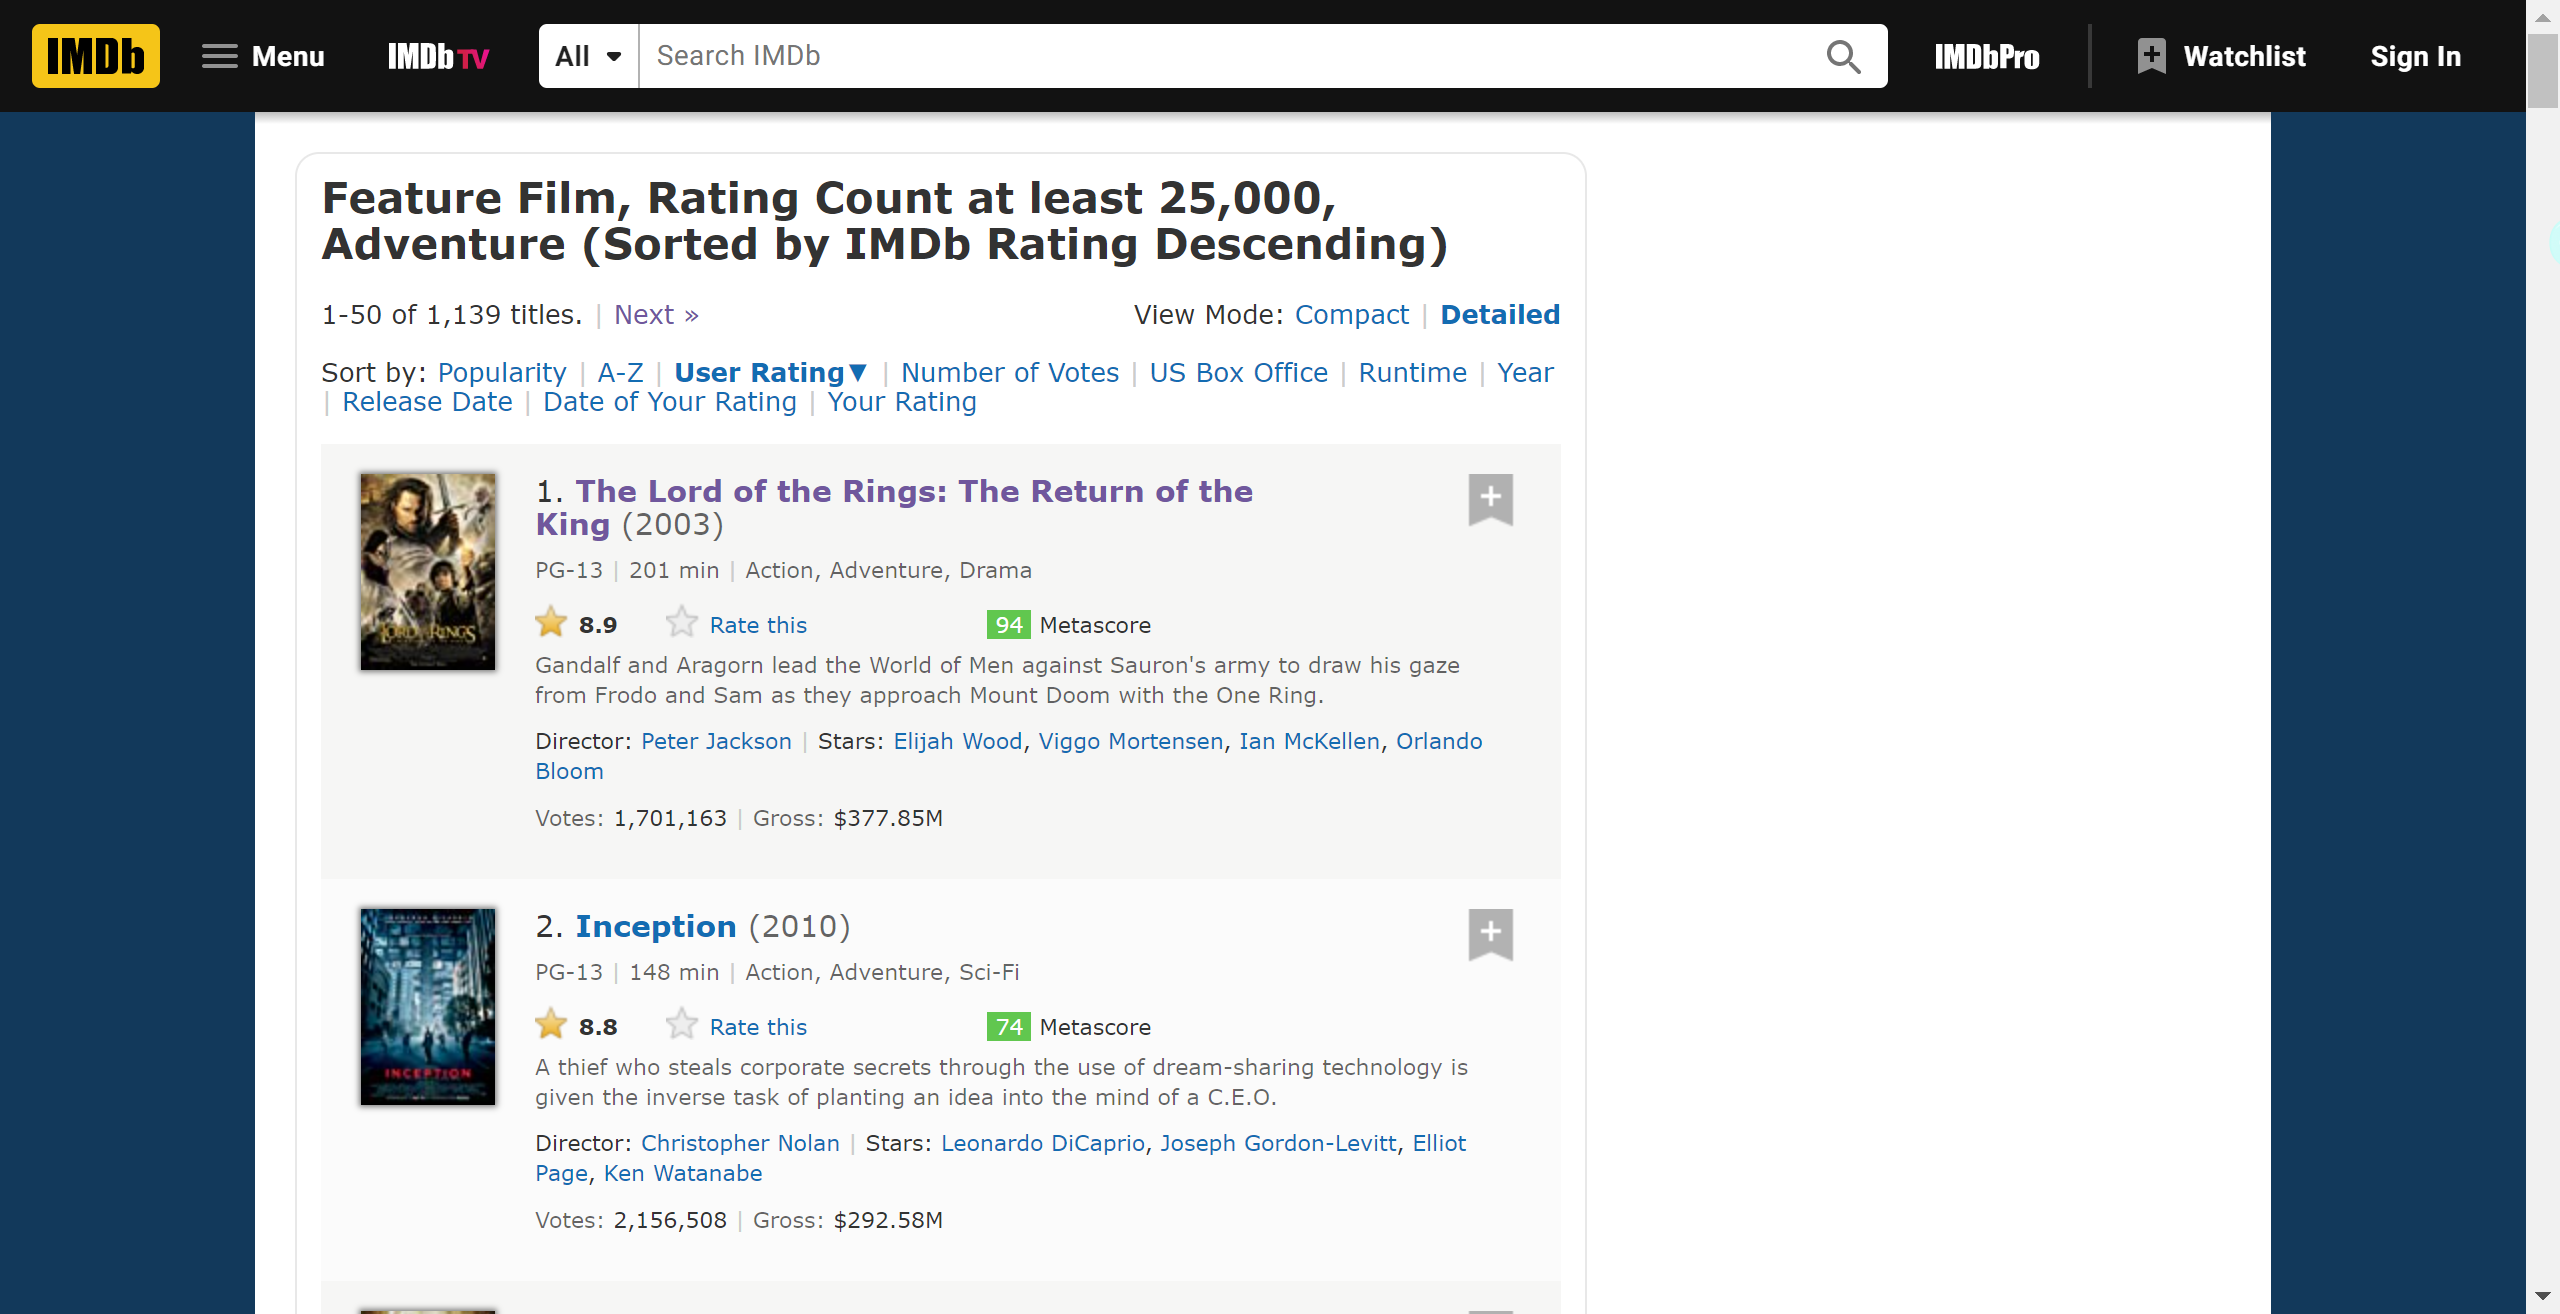 IMDb Menu IMDbTV All Search IMDb IMDbPro Watchlist Sign In
Feature Film, Rating Count at least 25,000,
Adventure (Sorted by IMDb Rating Descending)
1-50 of 1,139 titles. | Next » View Mode: Compact | Detailed
Sort by: Popularity | A-Z | User Rating▼ | Number of Votes | US Box Office | Runtime | Year
| Release Date | Date of Your Rating | Your Rating
1. The Lord of the Rings: The Return of the
King (2003)
PG-13 | 201 min | Action, Adventure, Drama
8.9 Rate this 94 Metascore
Gandalf and Aragorn lead the World of Men against Sauron's army to draw his gaze
from Frodo and Sam as they approach Mount Doom with the One Ring.
Director: Peter Jackson | Stars: Elijah Wood, Viggo Mortensen, Ian McKellen, Orlando
Bloom
Votes: 1,701,163 | Gross: $377.85M
INCEPTION
2. Inception (2010)
PG-13 | 148 min | Action, Adventure, Sci-Fi
8.8 Rate this 74 Metascore
A thief who steals corporate secrets through the use of dream-sharing technology is
given the inverse task of planting an idea into the mind of a C.E.O.
Director: Christopher Nolan | Stars: Leonardo DiCaprio, Joseph Gordon-Levitt, Elliot
Page, Ken Watanabe
Votes: 2,156,508 | Gross: $292.58M